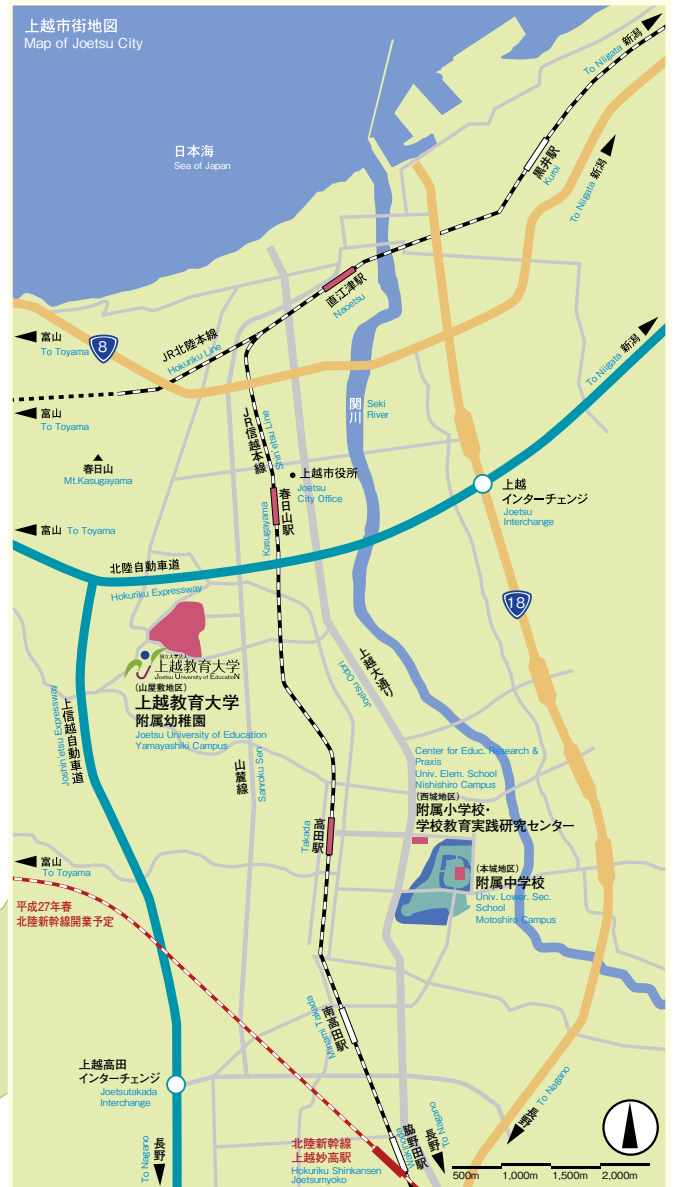 上越市街地図
Map of Joetsu City
To Niigata 新潟
日本海
Sea of Japan
黒井駅
Kuroi
To Niigata 新潟
直江津駅
Naoetsu
富山
To Toyama
8
JR北陸本線
Hokuriku Line
To Niigata 新潟
富山
To Toyama
関川
Seki
River
JR信越本線
Shin etsu Line
春日山
Mt.Kasugayama
上越市役所
Joetsu
City Office
春日山駅
Kasugayama
上越
インターチェンジ
Joetsu
Interchange
富山 To Toyama
北陸自動車道
Hokuriku Expressway
18
国立大学法人
上越教育大学
Joetsu University of Education
(山屋敷地区)
上越教育大学
附属幼稚園
Joetsu University of Education
Yamayashiki Campus
上越大通り
Joetsu Odori
上信越自動車道
Joshin etsu Expressway
山麓線
Sanroku Sen
Center for Educ. Research &
Praxis
Univ. Elem. School
Nishishiro Campus
(西城地区)
附属小学校・
学校教育実践研究センター
高田駅
Takada
富山
To Toyama
(本城地区)
附属中学校
Univ. Lower. Sec.
School
Motoshiro Campus
平成27年春
北陸新幹線開業予定
南高田駅
Minami Takada
上越高田
インターチェンジ
Joetsutakada
Interchange
長野
To Nagano
北陸新幹線
上越妙高駅
Hokuriku Shinkansen
Joetsumyoko
脇野田駅
Wakinoda
長野
To Nagano
長野
To Nagano
500m 1,000m 1,500m 2,000m